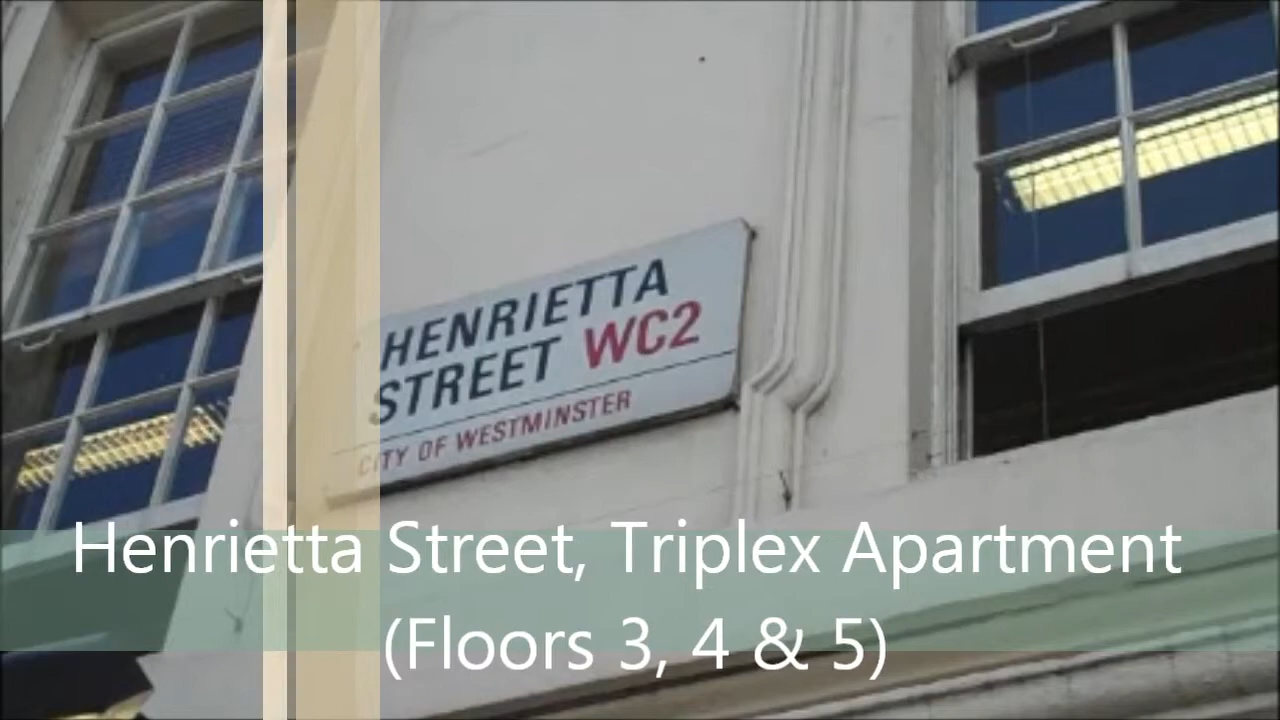 HENRIETTA
STREET WC2
CITY OF WESTMINSTER
Henrietta Street, Triplex Apartment
(Floors 3, 4 & 5)